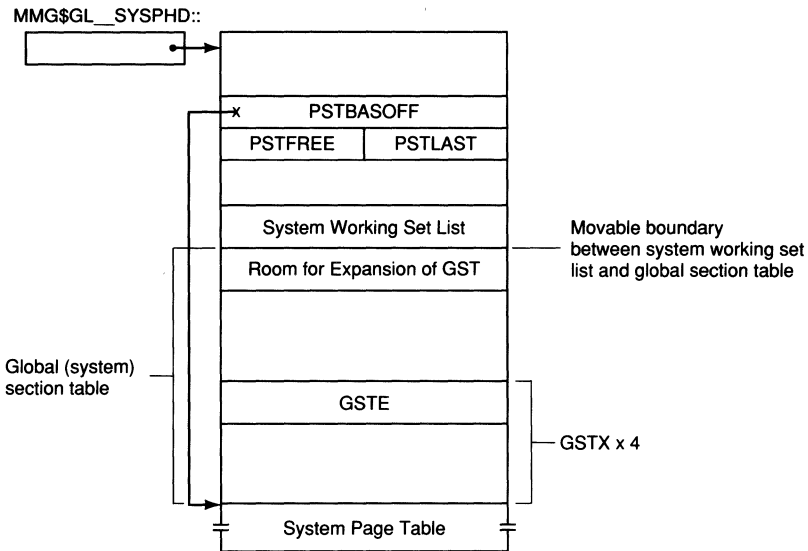 MMG$GL__SYSPHD::
x PSTBASOFF
PSTFREE PSTLAST
System Working Set List
Movable boundary
between system working set
list and global section table
Room for Expansion of GST
Global (system)
section table
GSTE
GSTX x 4
System Page Table